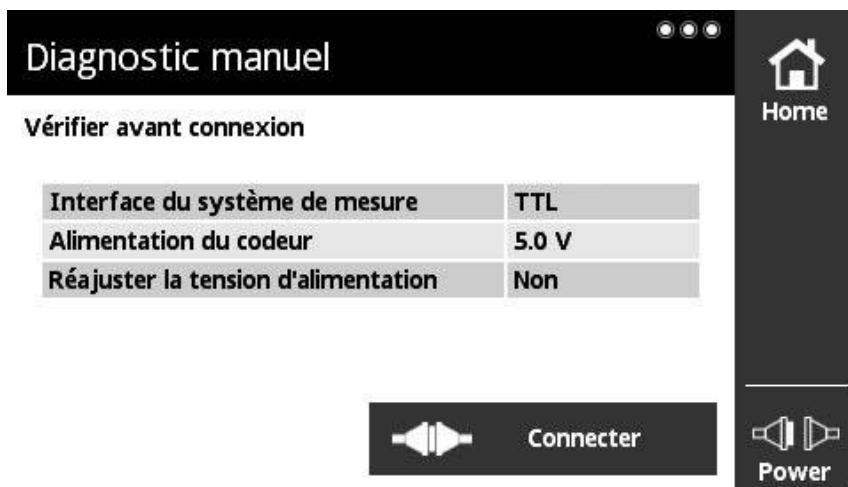 Diagnostic manuel
Home
Vérifier avant connexion
Interface du système de mesure TTL
Alimentation du codeur 5.0 V
Réajuster la tension d'alimentation Non
Connecter
Power